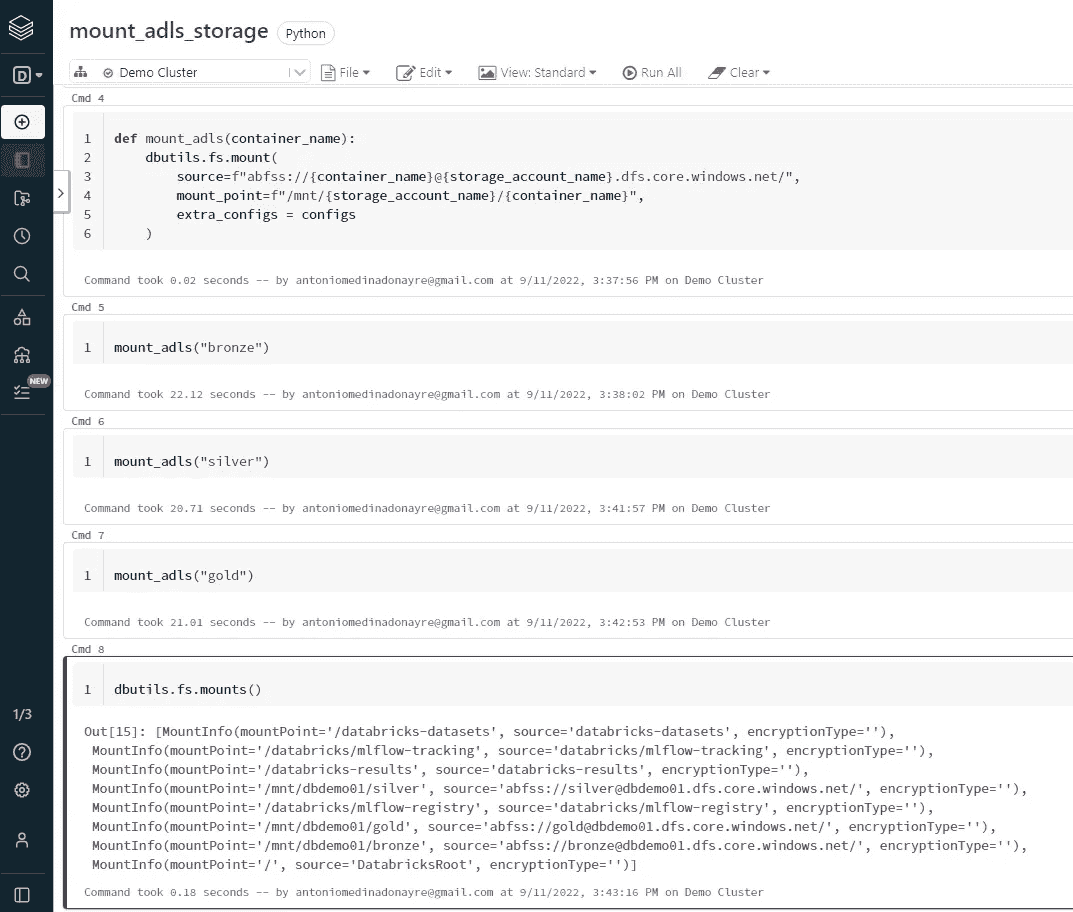 mount_adls_storage Python
D
Demo Cluster File Edit View: Standard Run All Clear
Cmd 4
1 def mount_adls(container_name):
2     dbutils.fs.mount(
3         source=f"abfss://{container_name}@{storage_account_name}.dfs.core.windows.net/",
4         mount_point=f"/mnt/{storage_account_name}/{container_name}",
5         extra_configs = configs
6     )
Command took 0.02 seconds -- by antoniomedinadonayre@gmail.com at 9/11/2022, 3:37:56 PM on Demo Cluster
Cmd 5
1 mount_adls("bronze")
NEW
Command took 22.12 seconds -- by antoniomedinadonayre@gmail.com at 9/11/2022, 3:38:02 PM on Demo Cluster
Cmd 6
1 mount_adls("silver")
Command took 20.71 seconds -- by antoniomedinadonayre@gmail.com at 9/11/2022, 3:41:57 PM on Demo Cluster
Cmd 7
1 mount_adls("gold")
Command took 21.01 seconds -- by antoniomedinadonayre@gmail.com at 9/11/2022, 3:42:53 PM on Demo Cluster
Cmd 8
1 dbutils.fs.mounts()
1/3
Out[15]: [MountInfo(mountPoint='/databricks-datasets', source='databricks-datasets', encryptionType=''),
MountInfo(mountPoint='/databricks/mlflow-tracking', source='databricks/mlflow-tracking', encryptionType=''),
MountInfo(mountPoint='/databricks-results', source='databricks-results', encryptionType=''),
MountInfo(mountPoint='/mnt/dbdemo01/silver', source='abfss://silver@dbdemo01.dfs.core.windows.net/', encryptionType=''),
MountInfo(mountPoint='/databricks/mlflow-registry', source='databricks/mlflow-registry', encryptionType=''),
MountInfo(mountPoint='/mnt/dbdemo01/gold', source='abfss://gold@dbdemo01.dfs.core.windows.net/', encryptionType=''),
MountInfo(mountPoint='/mnt/dbdemo01/bronze', source='abfss://bronze@dbdemo01.dfs.core.windows.net/', encryptionType=''),
MountInfo(mountPoint='/', source='DatabricksRoot', encryptionType='')]
Command took 0.18 seconds -- by antoniomedinadonayre@gmail.com at 9/11/2022, 3:43:16 PM on Demo Cluster